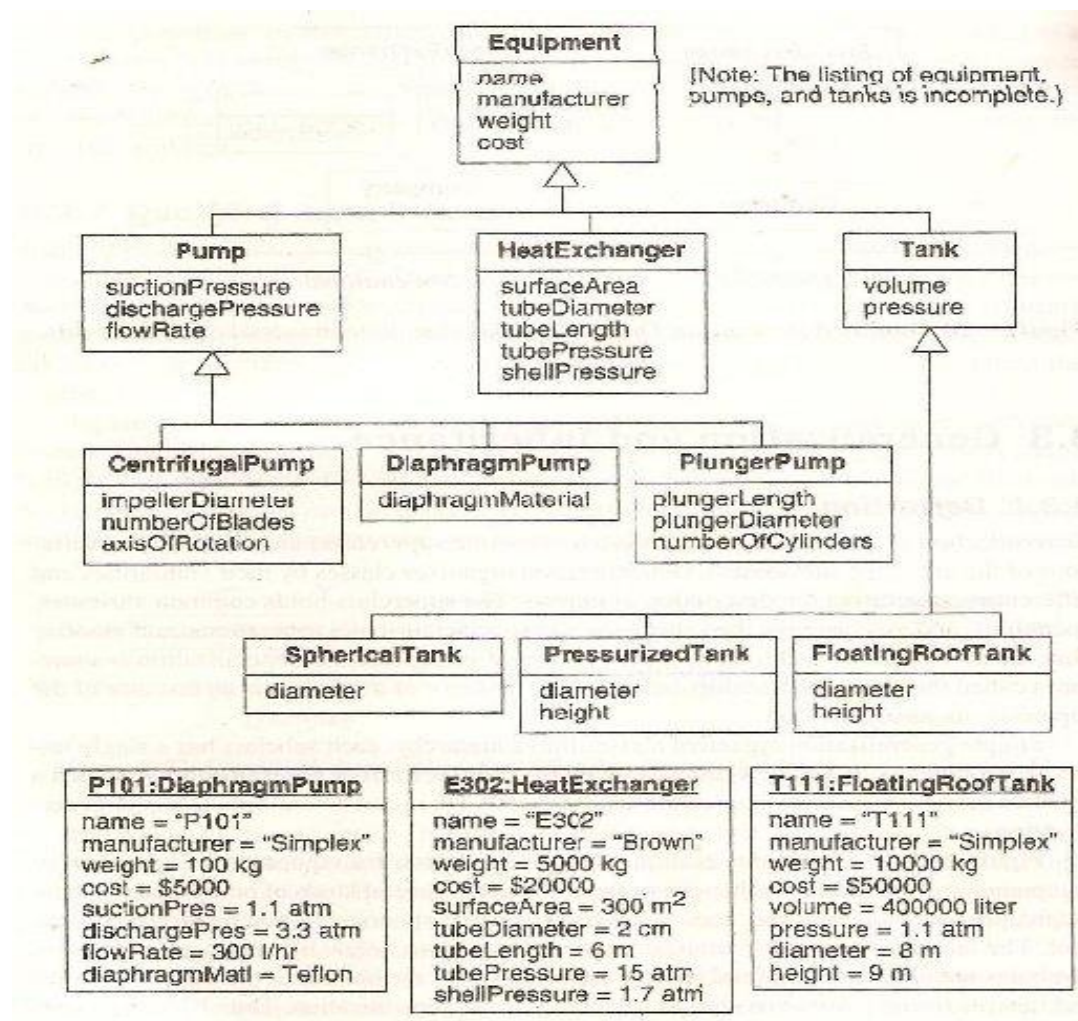 Equipment
name
manufacturer
weight
cost
{Note: The listing of equipment,
pumps, and tanks is incomplete.}
Pump
suctionPressure
dischargePressure
flowRate
HeatExchanger
surfaceArea
tubeDiameter
tubeLength
tubePressure
shellPressure
Tank
volume
pressure
CentrifugalPump
impellerDiameter
numberOfBlades
axisOfRotation
DiaphragmPump
diaphragmMaterial
PlungerPump
plungerLength
plungerDiameter
numberOfCylinders
SphericalTank
diameter
PressurizedTank
diameter
height
FloatingRoofTank
diameter
height
P101:DiaphragmPump
name = “P101”
manufacturer = “Simplex”
weight = 100 kg
cost = $5000
suctionPres = 1.1 atm
dischargePres = 3.3 atm
flowRate = 300 l/hr
diaphragmMatl = Teflon
E302:HeatExchanger
name = “E302”
manufacturer = “Brown”
weight = 5000 kg
cost = $20000
surfaceArea = 300 m²
tubeDiameter = 2 cm
tubeLength = 6 m
tubePressure = 15 atm
shellPressure = 1.7 atm
T111:FloatingRoofTank
name = “T111”
manufacturer = “Simplex”
weight = 10000 kg
cost = $50000
volume = 400000 liter
pressure = 1.1 atm
diameter = 8 m
height = 9 m